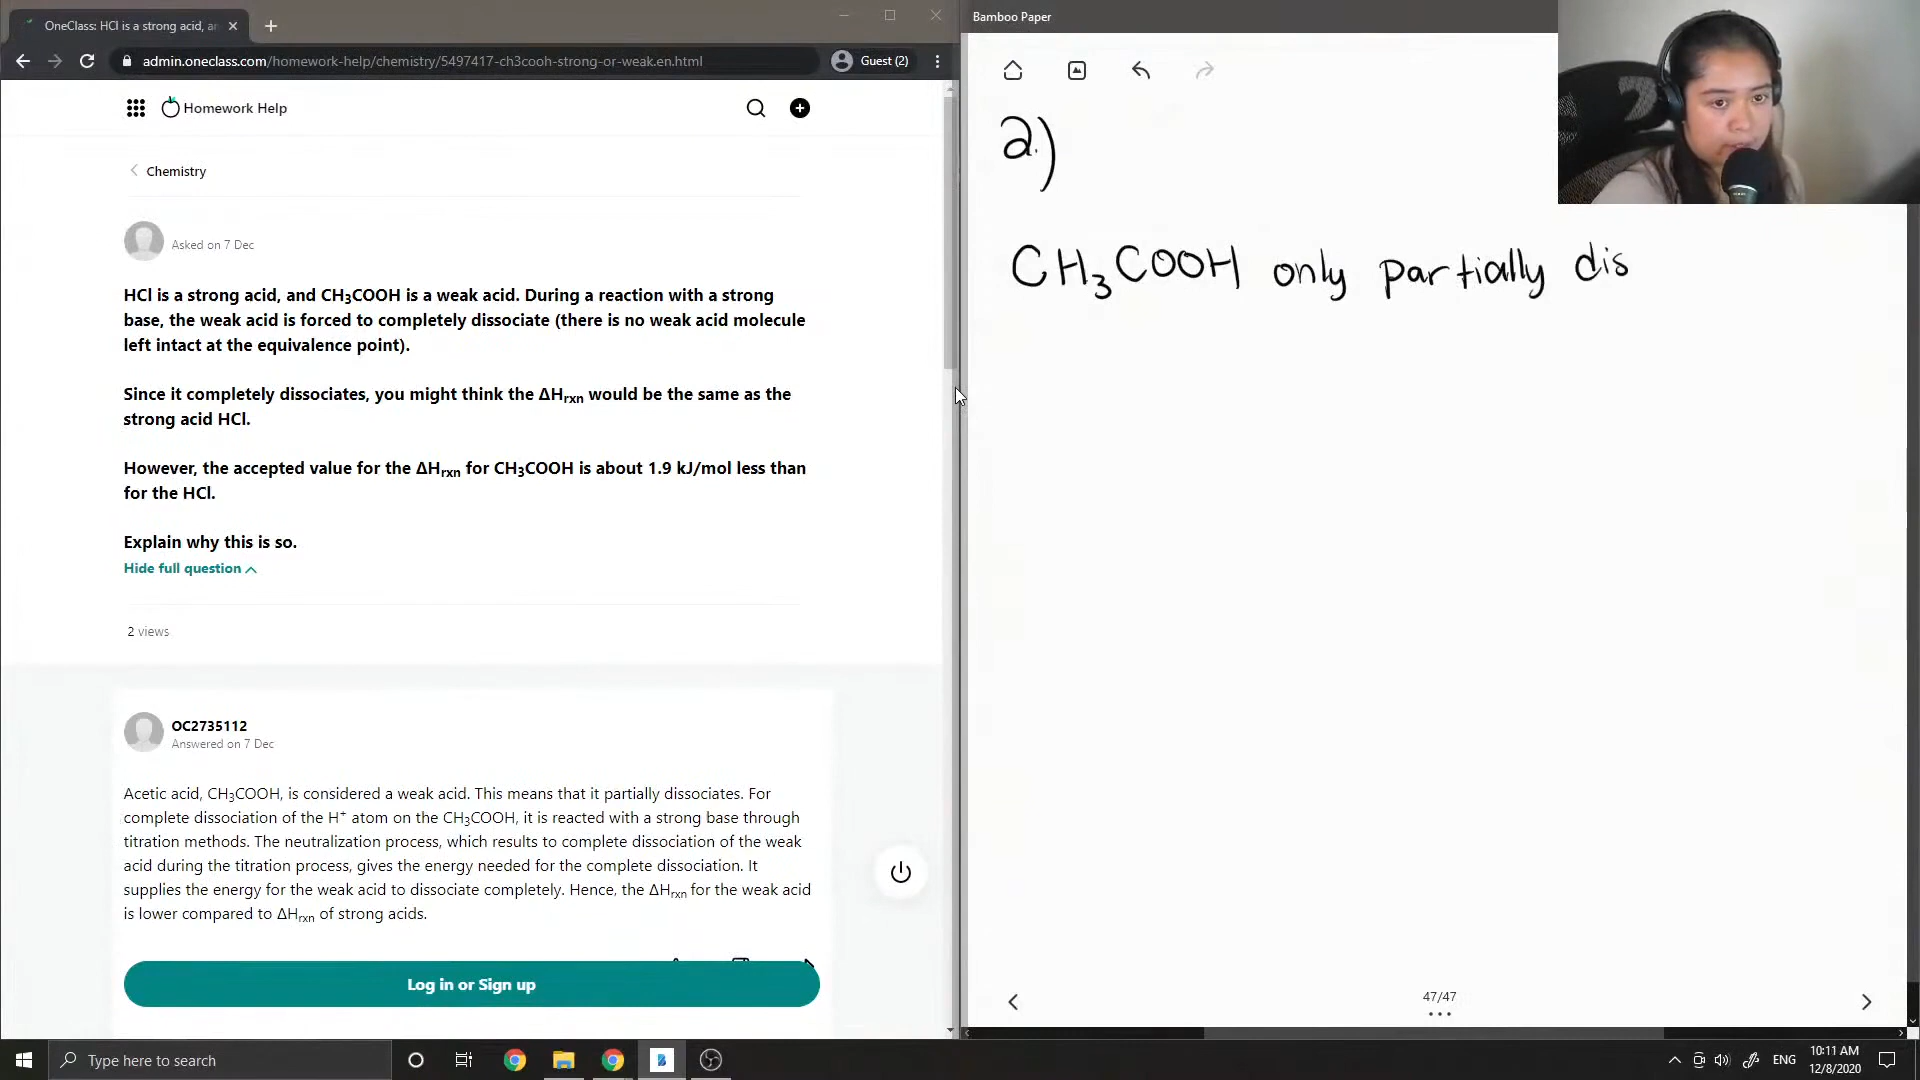 OneClass: HCl is a strong acid, an
admin.oneclass.com/homework-help/chemistry/5497417-ch3cooh-strong-or-weak.en.html
Guest (2)
Homework Help
Chemistry
Asked on 7 Dec
HCl is a strong acid, and CH₃COOH is a weak acid. During a reaction with a strong
base, the weak acid is forced to completely dissociate (there is no weak acid molecule
left intact at the equivalence point).
Since it completely dissociates, you might think the ΔHrxn would be the same as the
strong acid HCl.
However, the accepted value for the ΔHrxn for CH₃COOH is about 1.9 kJ/mol less than
for the HCl.
Explain why this is so.
Hide full question
2 views
OC2735112
Answered on 7 Dec
Acetic acid, CH₃COOH, is considered a weak acid. This means that it partially dissociates. For
complete dissociation of the H⁺ atom on the CH₃COOH, it is reacted with a strong base through
titration methods. The neutralization process, which results to complete dissociation of the weak
acid during the titration process, gives the energy needed for the complete dissociation. It
supplies the energy for the weak acid to dissociate completely. Hence, the ΔHrxn for the weak acid
is lower compared to ΔHrxn of strong acids.
Log in or Sign up
Bamboo Paper
2.)
CH₃COOH only partially dis
47/47
Type here to search
ENG
10:11 AM
12/8/2020